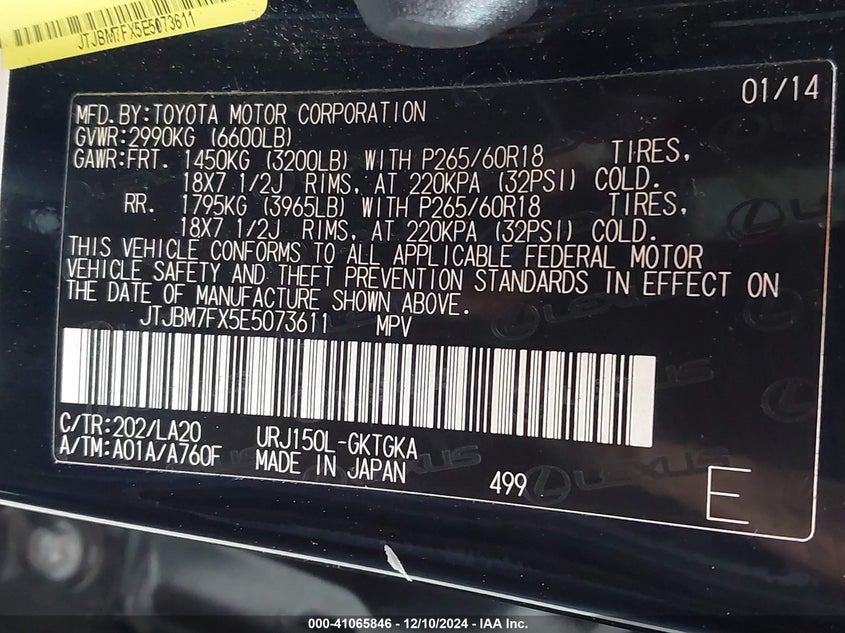 JTJBM7FX5E5073611
01/14
MFD.BY:TOYOTA MOTOR CORPORATION
GVWR:2990KG (6600LB)
GAWR:FRT. 1450KG (3200LB) WITH P265/60R18 TIRES,
18X7 1/2J RIMS, AT 220KPA (32PSI) COLD.
RR. 1795KG (3965LB) WITH P265/60R18 TIRES,
18X7 1/2J RIMS, AT 220KPA (32PSI) COLD.
THIS VEHICLE CONFORMS TO ALL APPLICABLE FEDERAL MOTOR
VEHICLE SAFETY AND THEFT PREVENTION STANDARDS IN EFFECT ON
THE DATE OF MANUFACTURE SHOWN ABOVE.
JTJBM7FX5E5073611 MPV
C/TR:202/LA20 URJ150L-GKTGKA
A/TM:A01A/A760F MADE IN JAPAN 499 E
LEXUS
LEXUS
LEXUS
LEXUS
000-41065846 - 12/10/2024 - IAA Inc.